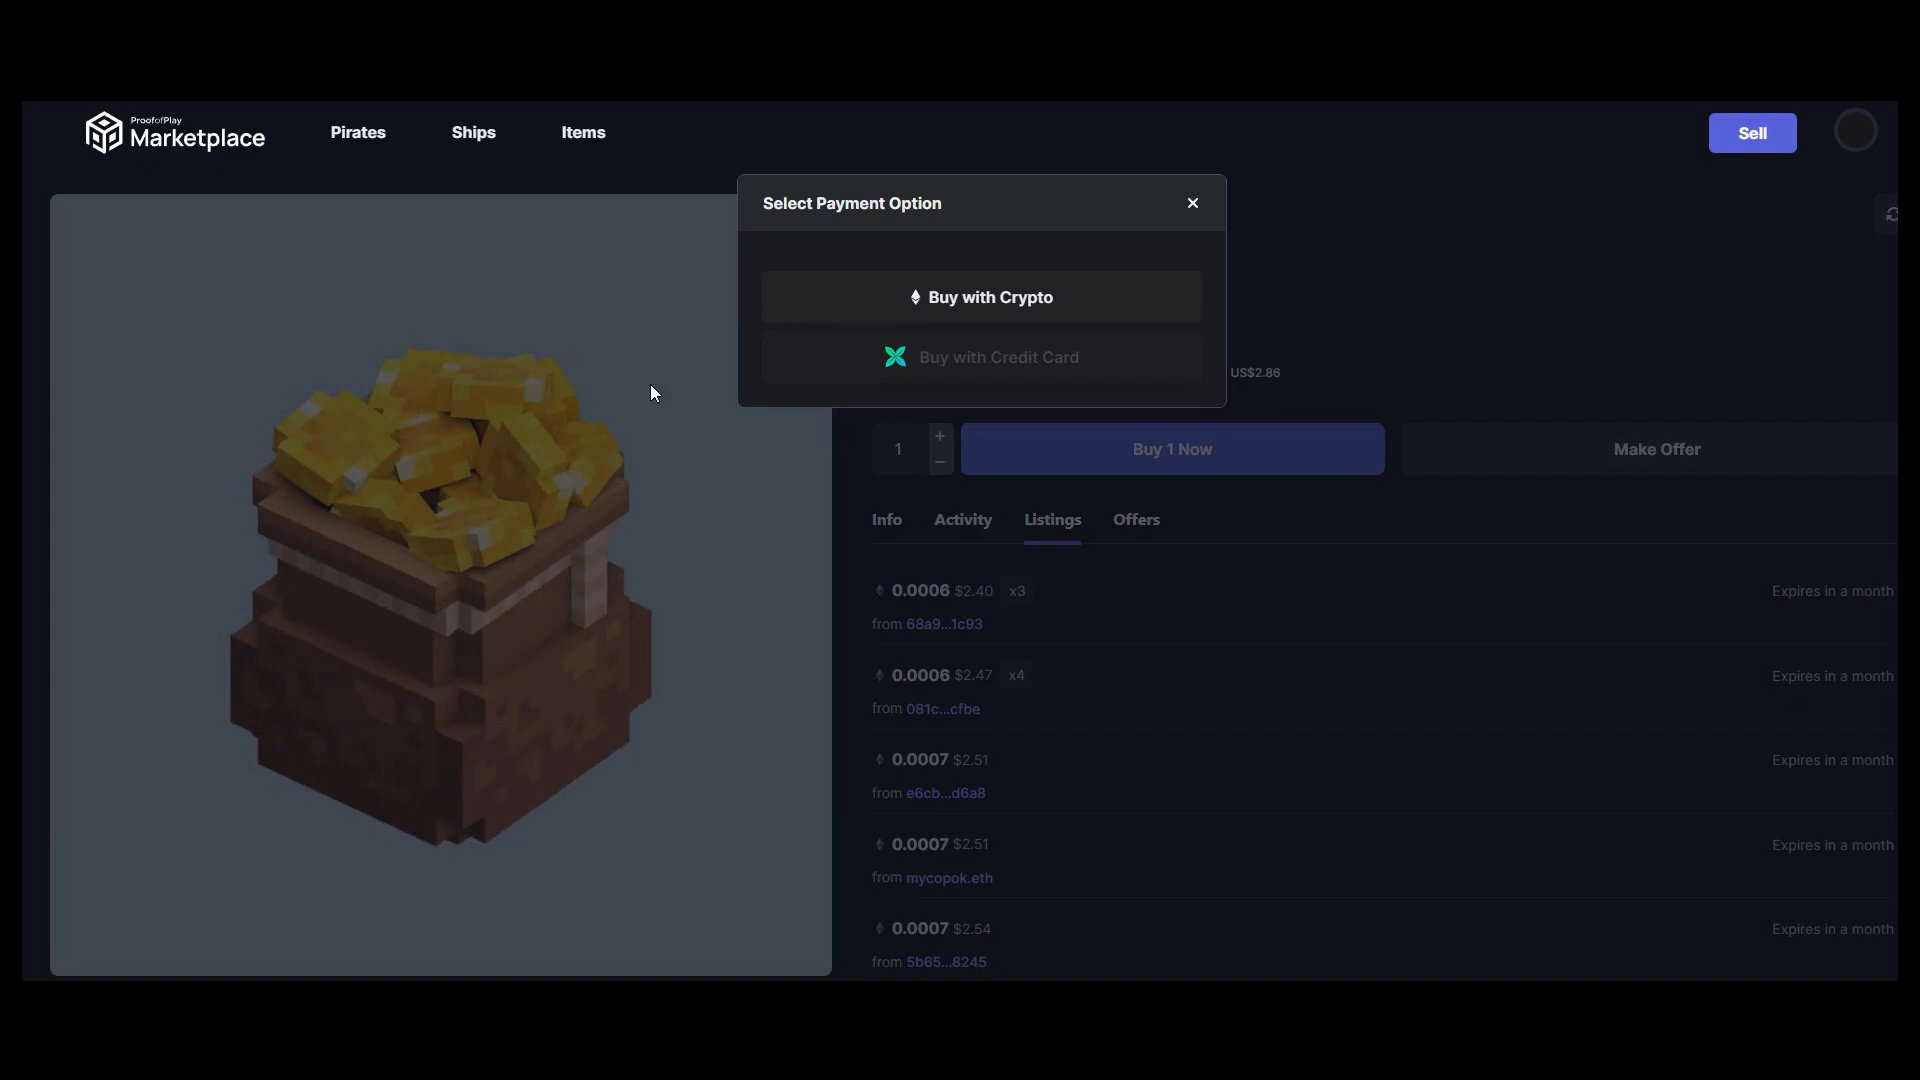 ProofofPlay
Marketplace
Pirates
Ships
Items
Sell
Select Payment Option
Buy with Crypto
Buy with Credit Card
US$2.86
1
+
−
Buy 1 Now
Make Offer
Info
Activity
Listings
Offers
0.0006 $2.40 x3
Expires in a month
from 68a9...1c93
0.0006 $2.47 x4
Expires in a month
from 081c...cfbe
0.0007 $2.51
Expires in a month
from e6cb...d6a8
0.0007 $2.51
Expires in a month
from mycopok.eth
0.0007 $2.54
Expires in a month
from 5b65...8245